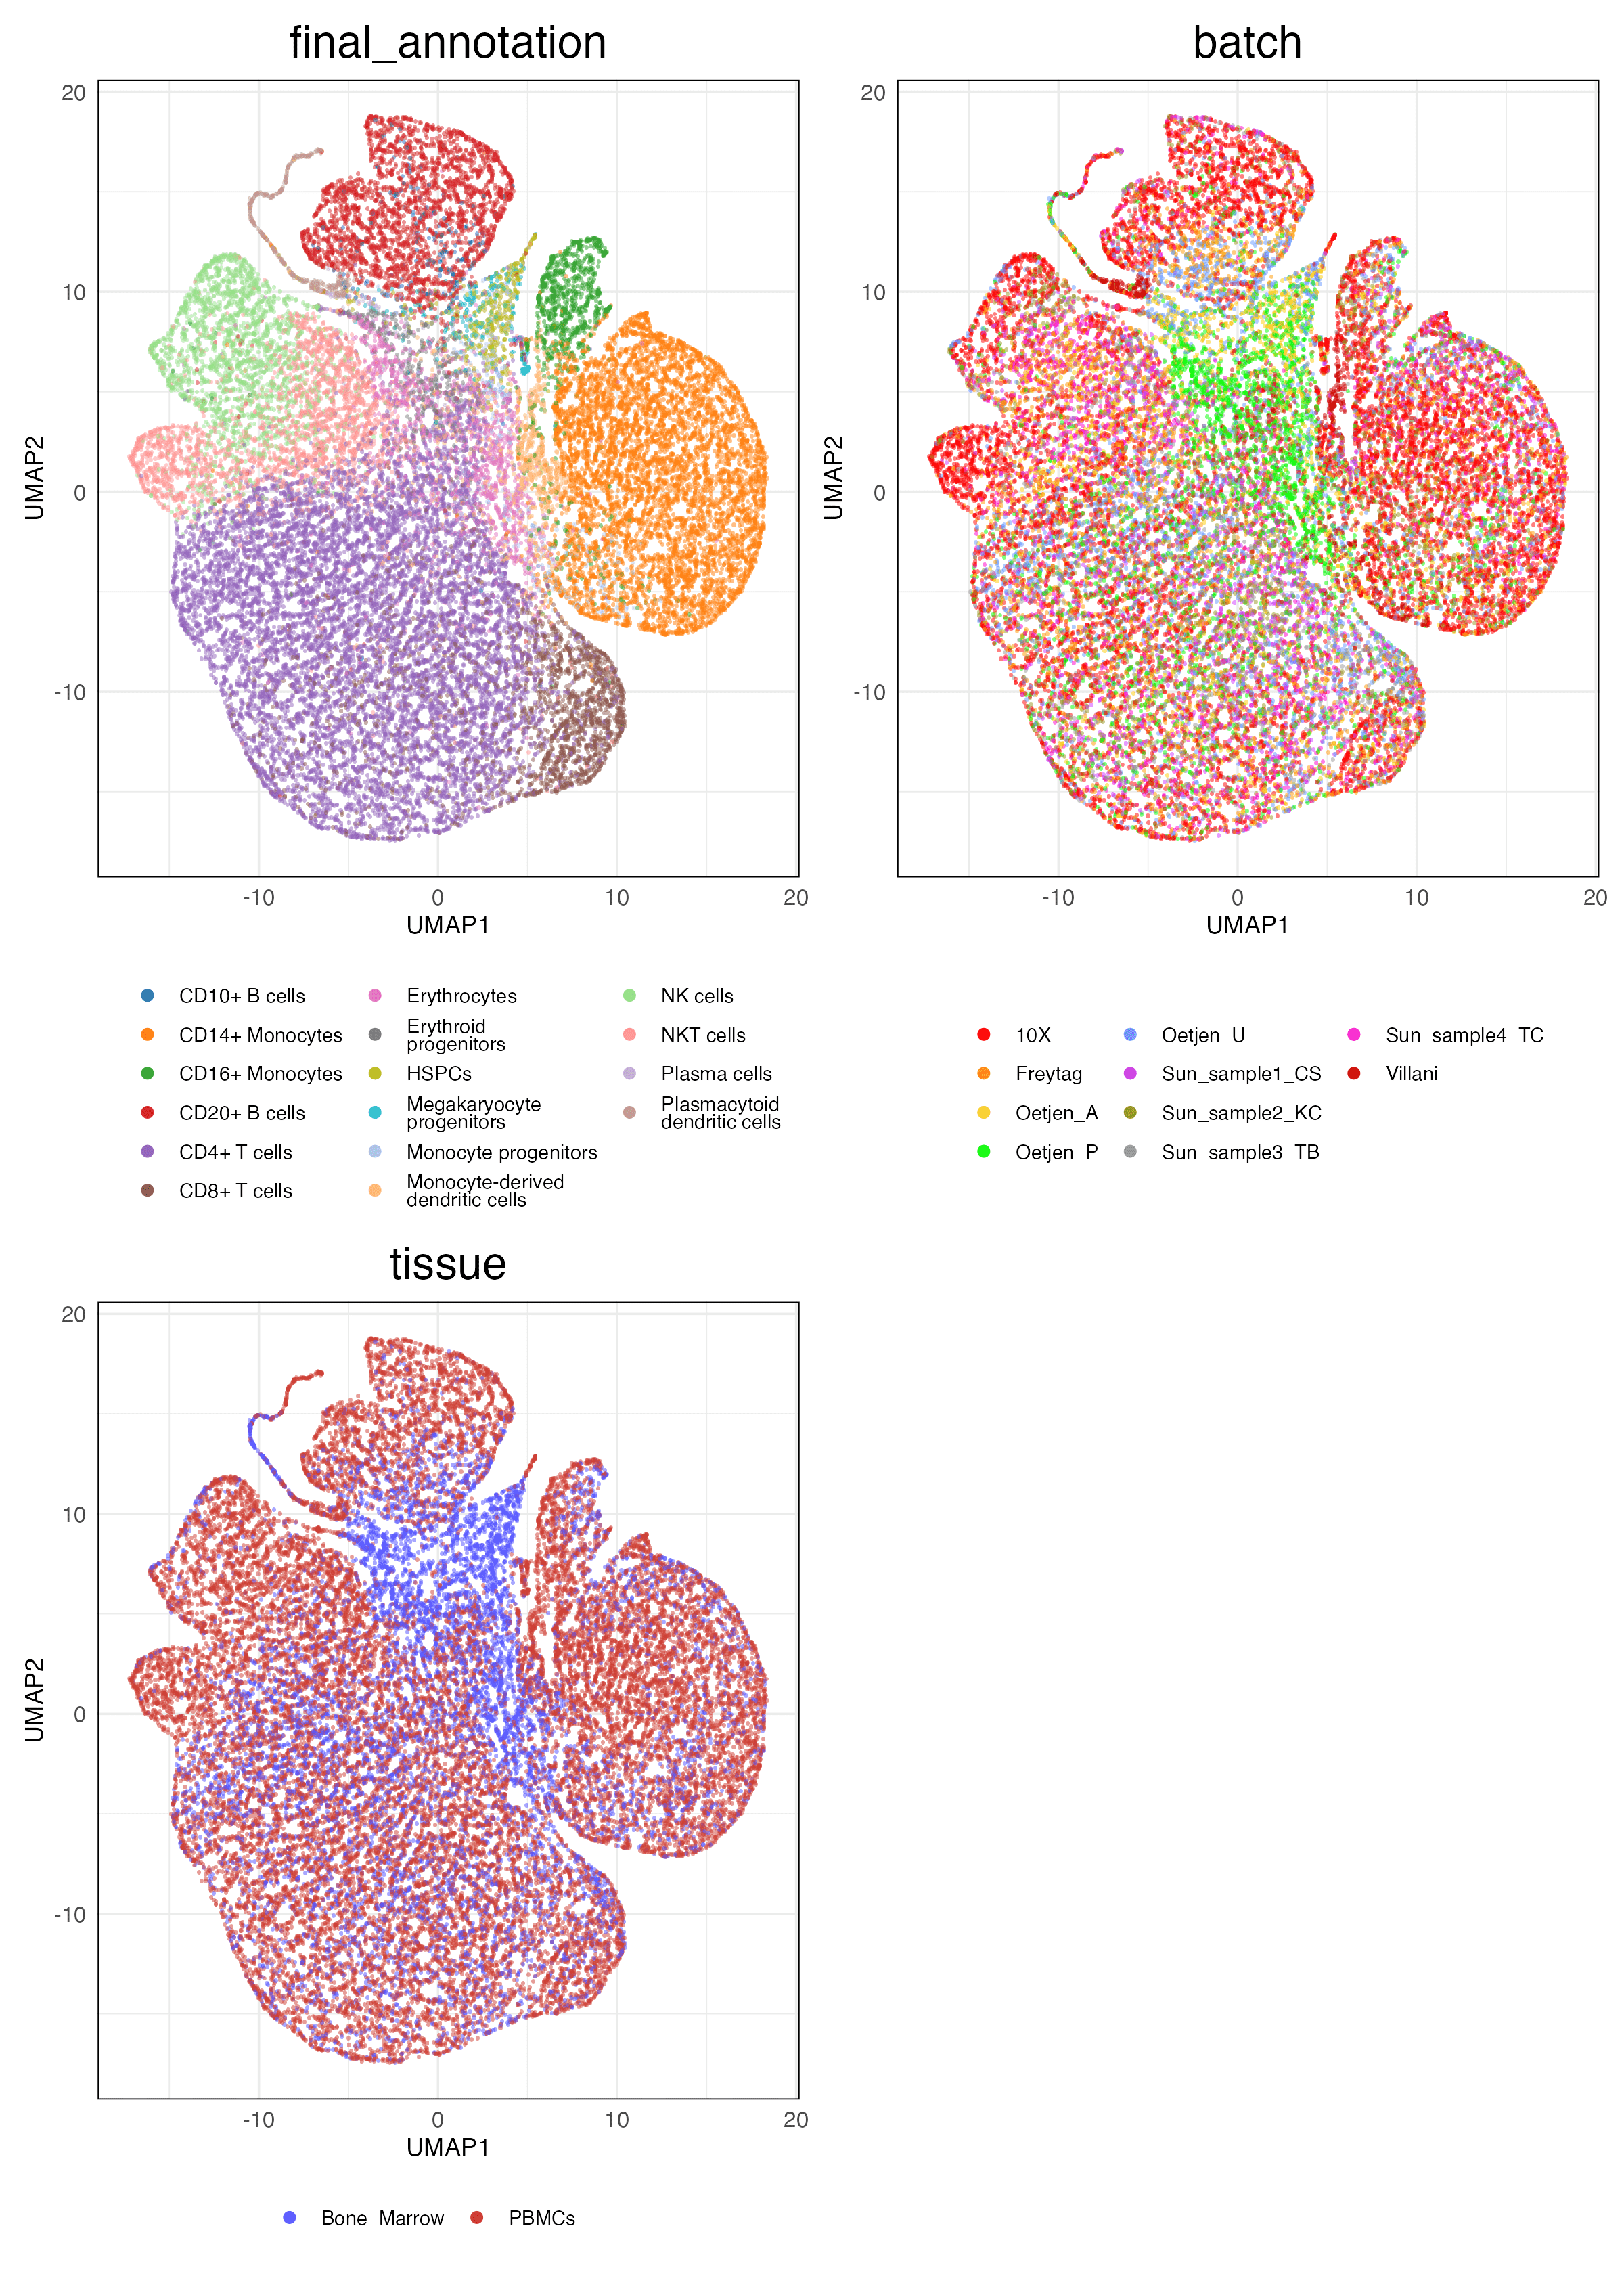 final_annotation
20
10
0
-10
UMAP2
-10
0
10
20
UMAP1
CD10+ B cells
CD14+ Monocytes
CD16+ Monocytes
CD20+ B cells
CD4+ T cells
CD8+ T cells
Erythrocytes
Erythroid
progenitors
HSPCs
Megakaryocyte
progenitors
Monocyte progenitors
Monocyte-derived
dendritic cells
NK cells
NKT cells
Plasma cells
Plasmacytoid
dendritic cells
batch
20
10
0
-10
UMAP2
-10
0
10
20
UMAP1
10X
Freytag
Oetjen_A
Oetjen_P
Oetjen_U
Sun_sample1_CS
Sun_sample2_KC
Sun_sample3_TB
Sun_sample4_TC
Villani
tissue
20
10
0
-10
UMAP2
-10
0
10
20
UMAP1
Bone_Marrow
PBMCs